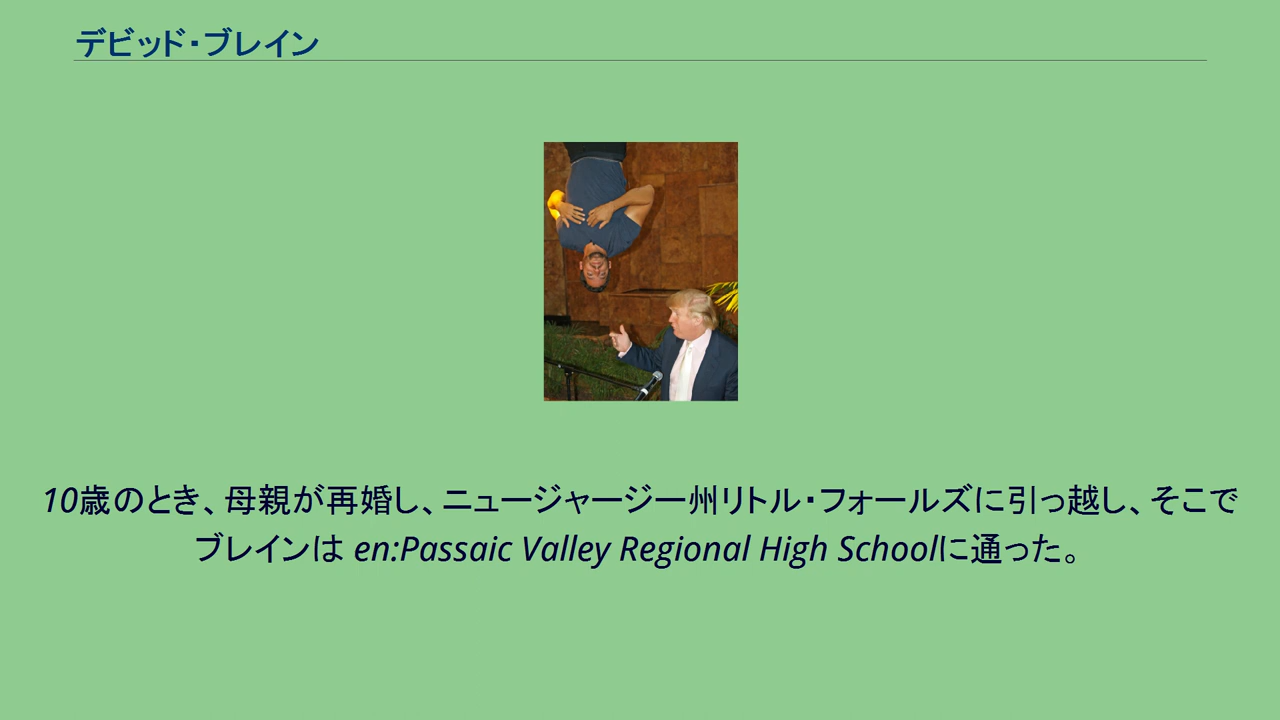 デビッド・ブレイン
10歳のとき、母親が再婚し、ニュージャージー州リトル・フォールズに引っ越し、そこで
ブレインは en:Passaic Valley Regional High Schoolに通った。